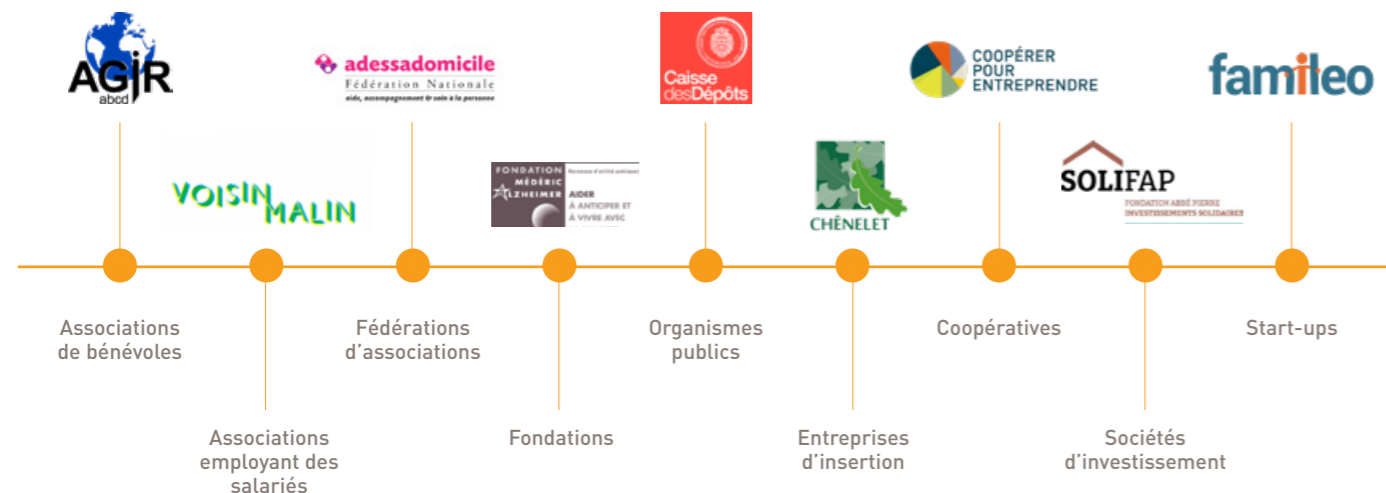 AGIR
abcd
adessadomicile
Fédération Nationale
aide, accompagnement & soin à la personne
Caisse
desDépôts
COOPÉRER
POUR
ENTREPRENDRE
famileo
VOISIN
MALIN
FONDATION
MÉDÉRIC
ALZHEIMER
AIDER
À ANTICIPER ET
À VIVRE AVEC
CHÊNELET
SOLIFAP
FONDATION ABBÉ PIERRE
INVESTISSEMENTS SOLIDAIRES
Associations
de bénévoles
Fédérations
d’associations
Organismes
publics
Coopératives
Start-ups
Associations
employant des
salariés
Fondations
Entreprises
d’insertion
Sociétés
d’investissement